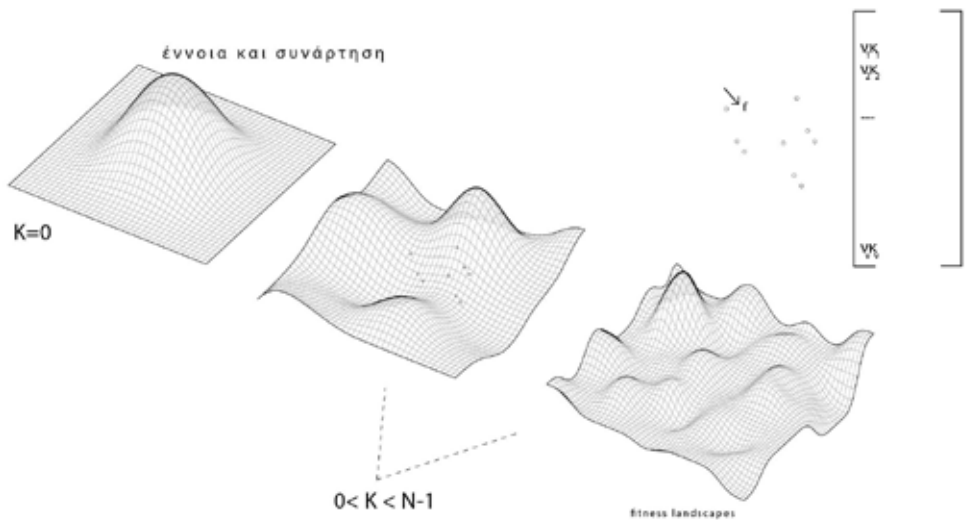 έννοια και συνάρτηση
K=0
f
0< K < N-1
fitness landscapes